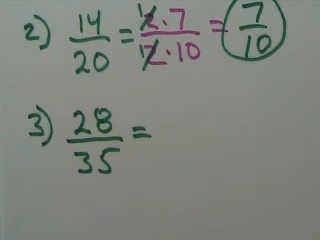 2) 14/20 = 2·7/2·10 = 7/10
3) 28/35 =